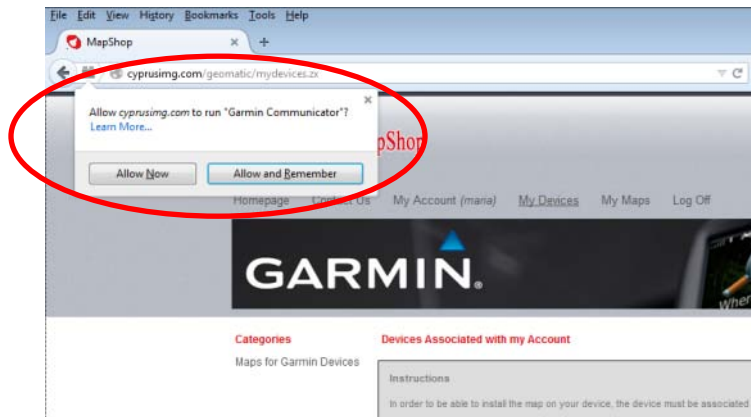 File Edit View History Bookmarks Tools Help
MapShop × +
cyprusimg.com/geomatic/mydevices.zx
Allow cyprusimg.com to run "Garmin Communicator"?
Learn More...
Allow Now Allow and Remember
pShop
Homepage Contact Us My Account (maria) My Devices My Maps Log Off
GARMIN®
Wher
Categories
Maps for Garmin Devices
Devices Associated with my Account
Instructions
In order to be able to install the map on your device, the device must be associated